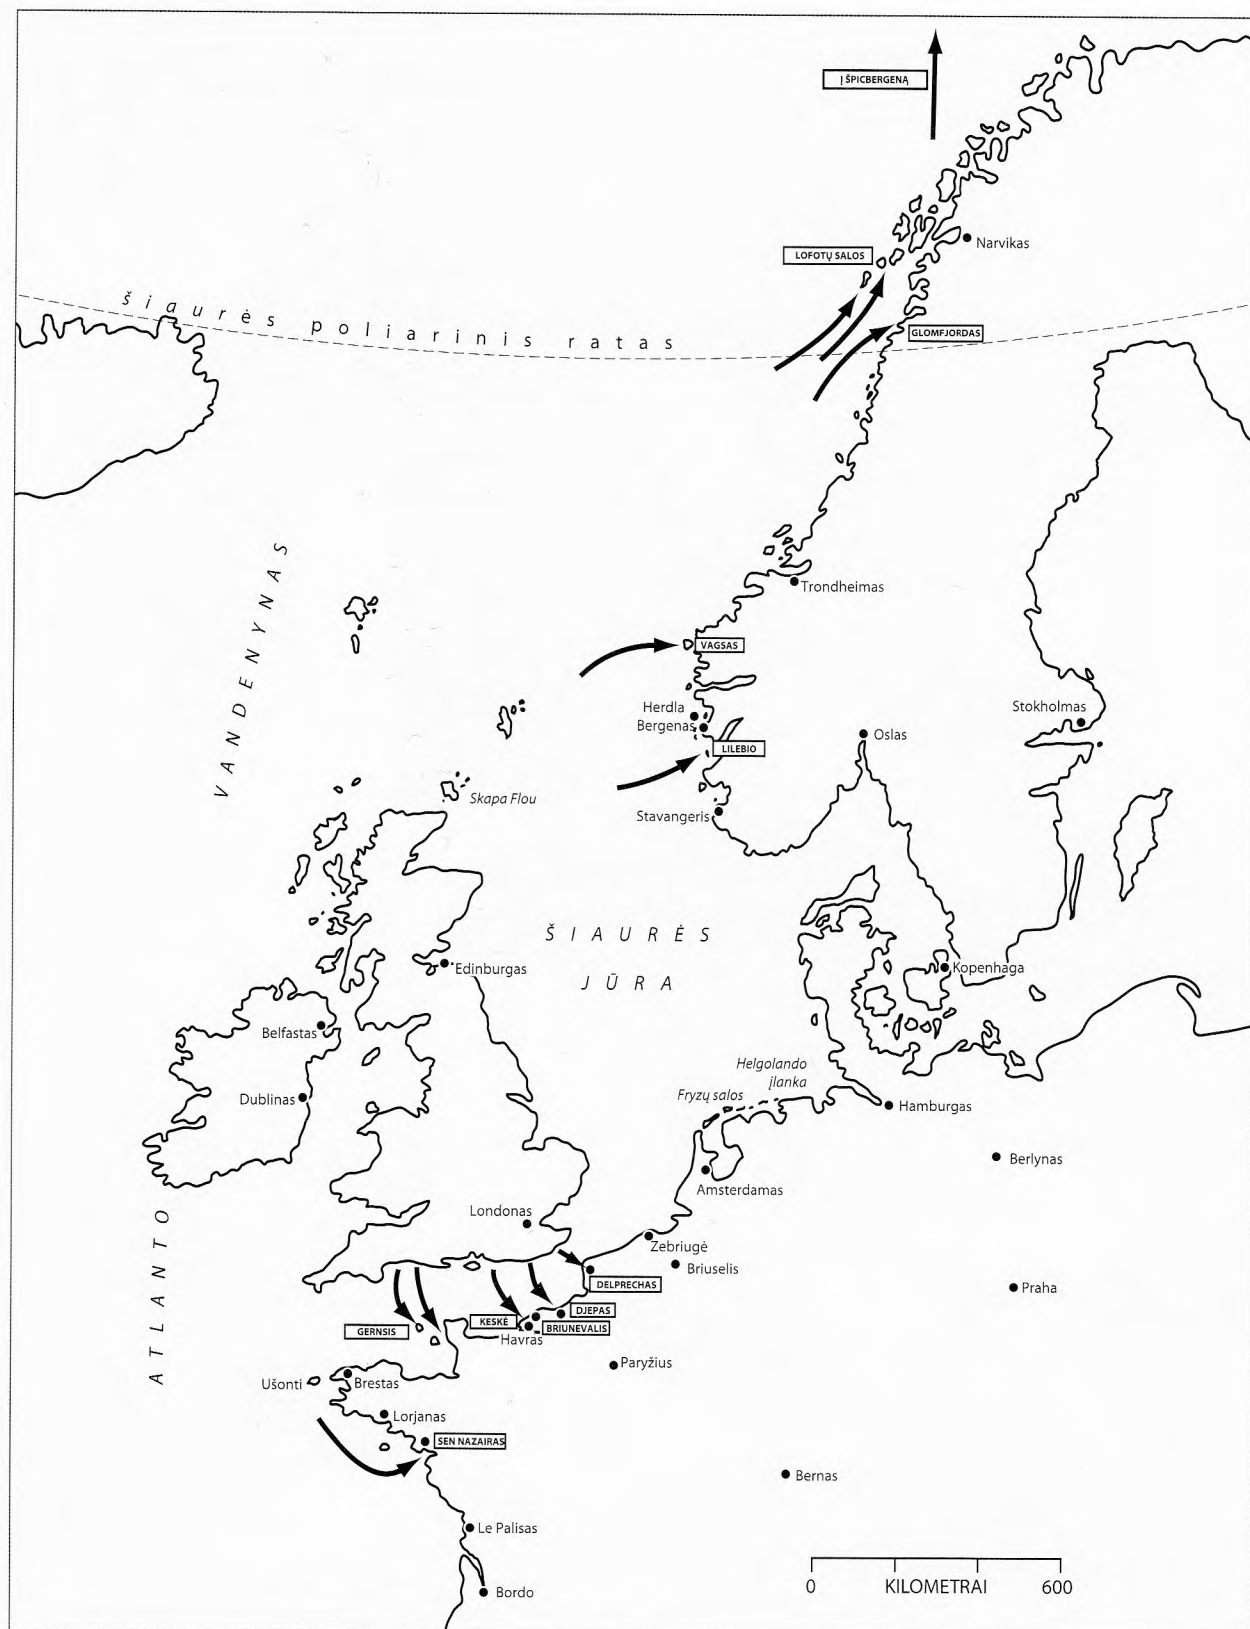 Į ŠPICBERGENĄ
Narvikas
LOFOTŲ SALOS
šiaurės poliarinis ratas
GLOMFJORDAS
Trondheimas
VAGSAS
Herdla
Bergenas
Stokholmas
Oslas
LILEBIO
Skapa Flou
Stavangeris
ATLANTO VANDENYNAS
ŠIAURĖS
JŪRA
Edinburgas
Kopenhaga
Belfastas
Helgolando
įlanka
Fryzų salos
Dublinas
Hamburgas
Berlynas
Amsterdamas
Londonas
Zebriugė
Briuselis
DELPRECHAS
Praha
DJEPAS
KESKĖ
BRIUNEVALIS
GERNSIS
Havras
Paryžius
Ušonti
Brestas
Lorjanas
SEN NAZAIRAS
Bernas
Le Palisas
Bordo
0 KILOMETRAI 600